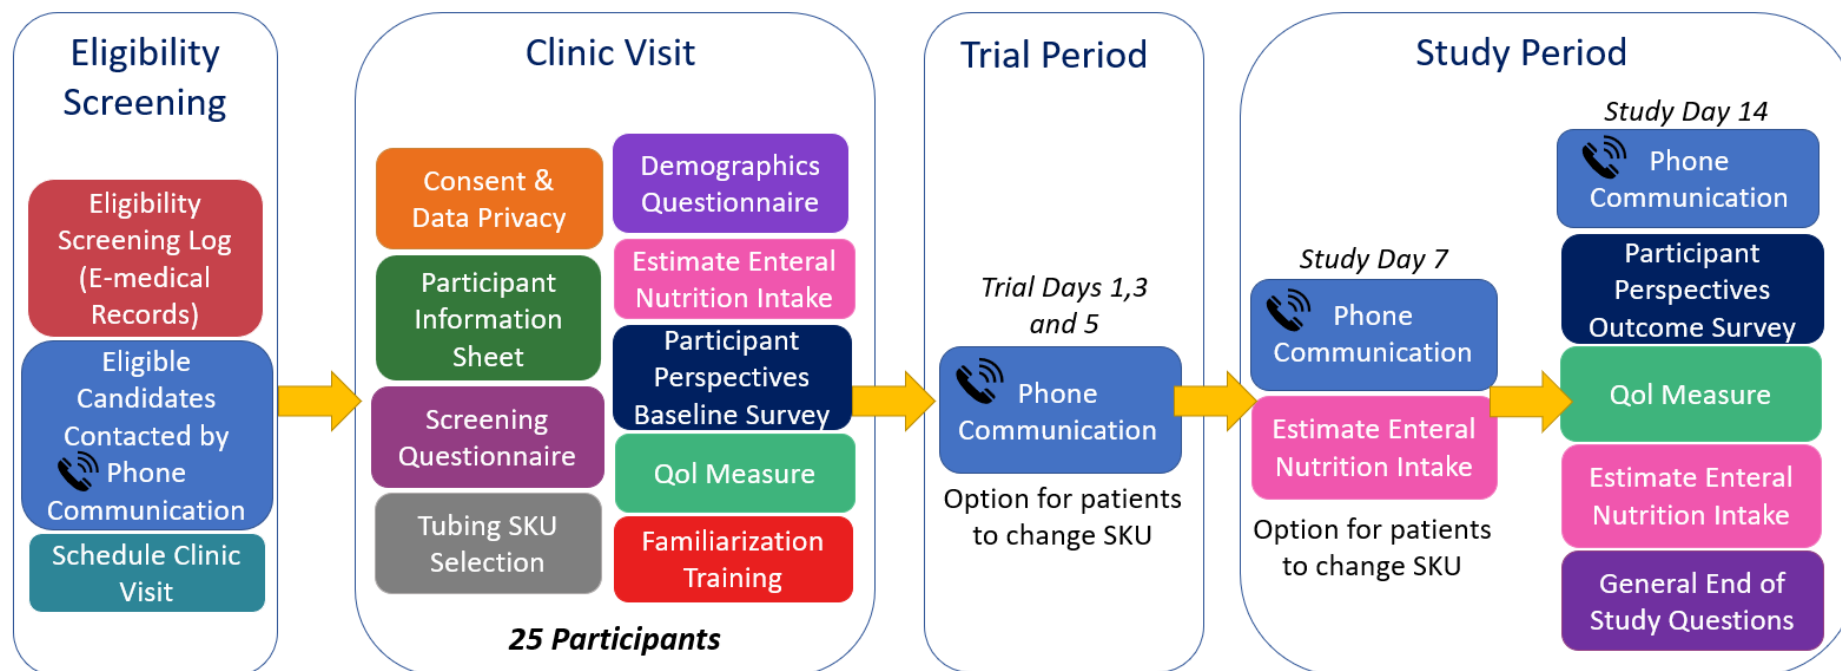 Eligibility
Screening
Eligibility
Screening Log
(E-medical
Records)
Eligible
Candidates
Contacted by
Phone
Communication
Schedule Clinic
Visit
Clinic Visit
Consent &
Data Privacy
Participant
Information
Sheet
Screening
Questionnaire
Tubing SKU
Selection
Demographics
Questionnaire
Estimate Enteral
Nutrition Intake
Participant
Perspectives
Baseline Survey
Qol Measure
Familiarization
Training
25 Participants
Trial Period
Trial Days 1,3
and 5
Phone
Communication
Option for patients
to change SKU
Study Period
Study Day 7
Phone
Communication
Estimate Enteral
Nutrition Intake
Option for patients
to change SKU
Study Day 14
Phone
Communication
Participant
Perspectives
Outcome Survey
Qol Measure
Estimate Enteral
Nutrition Intake
General End of
Study Questions